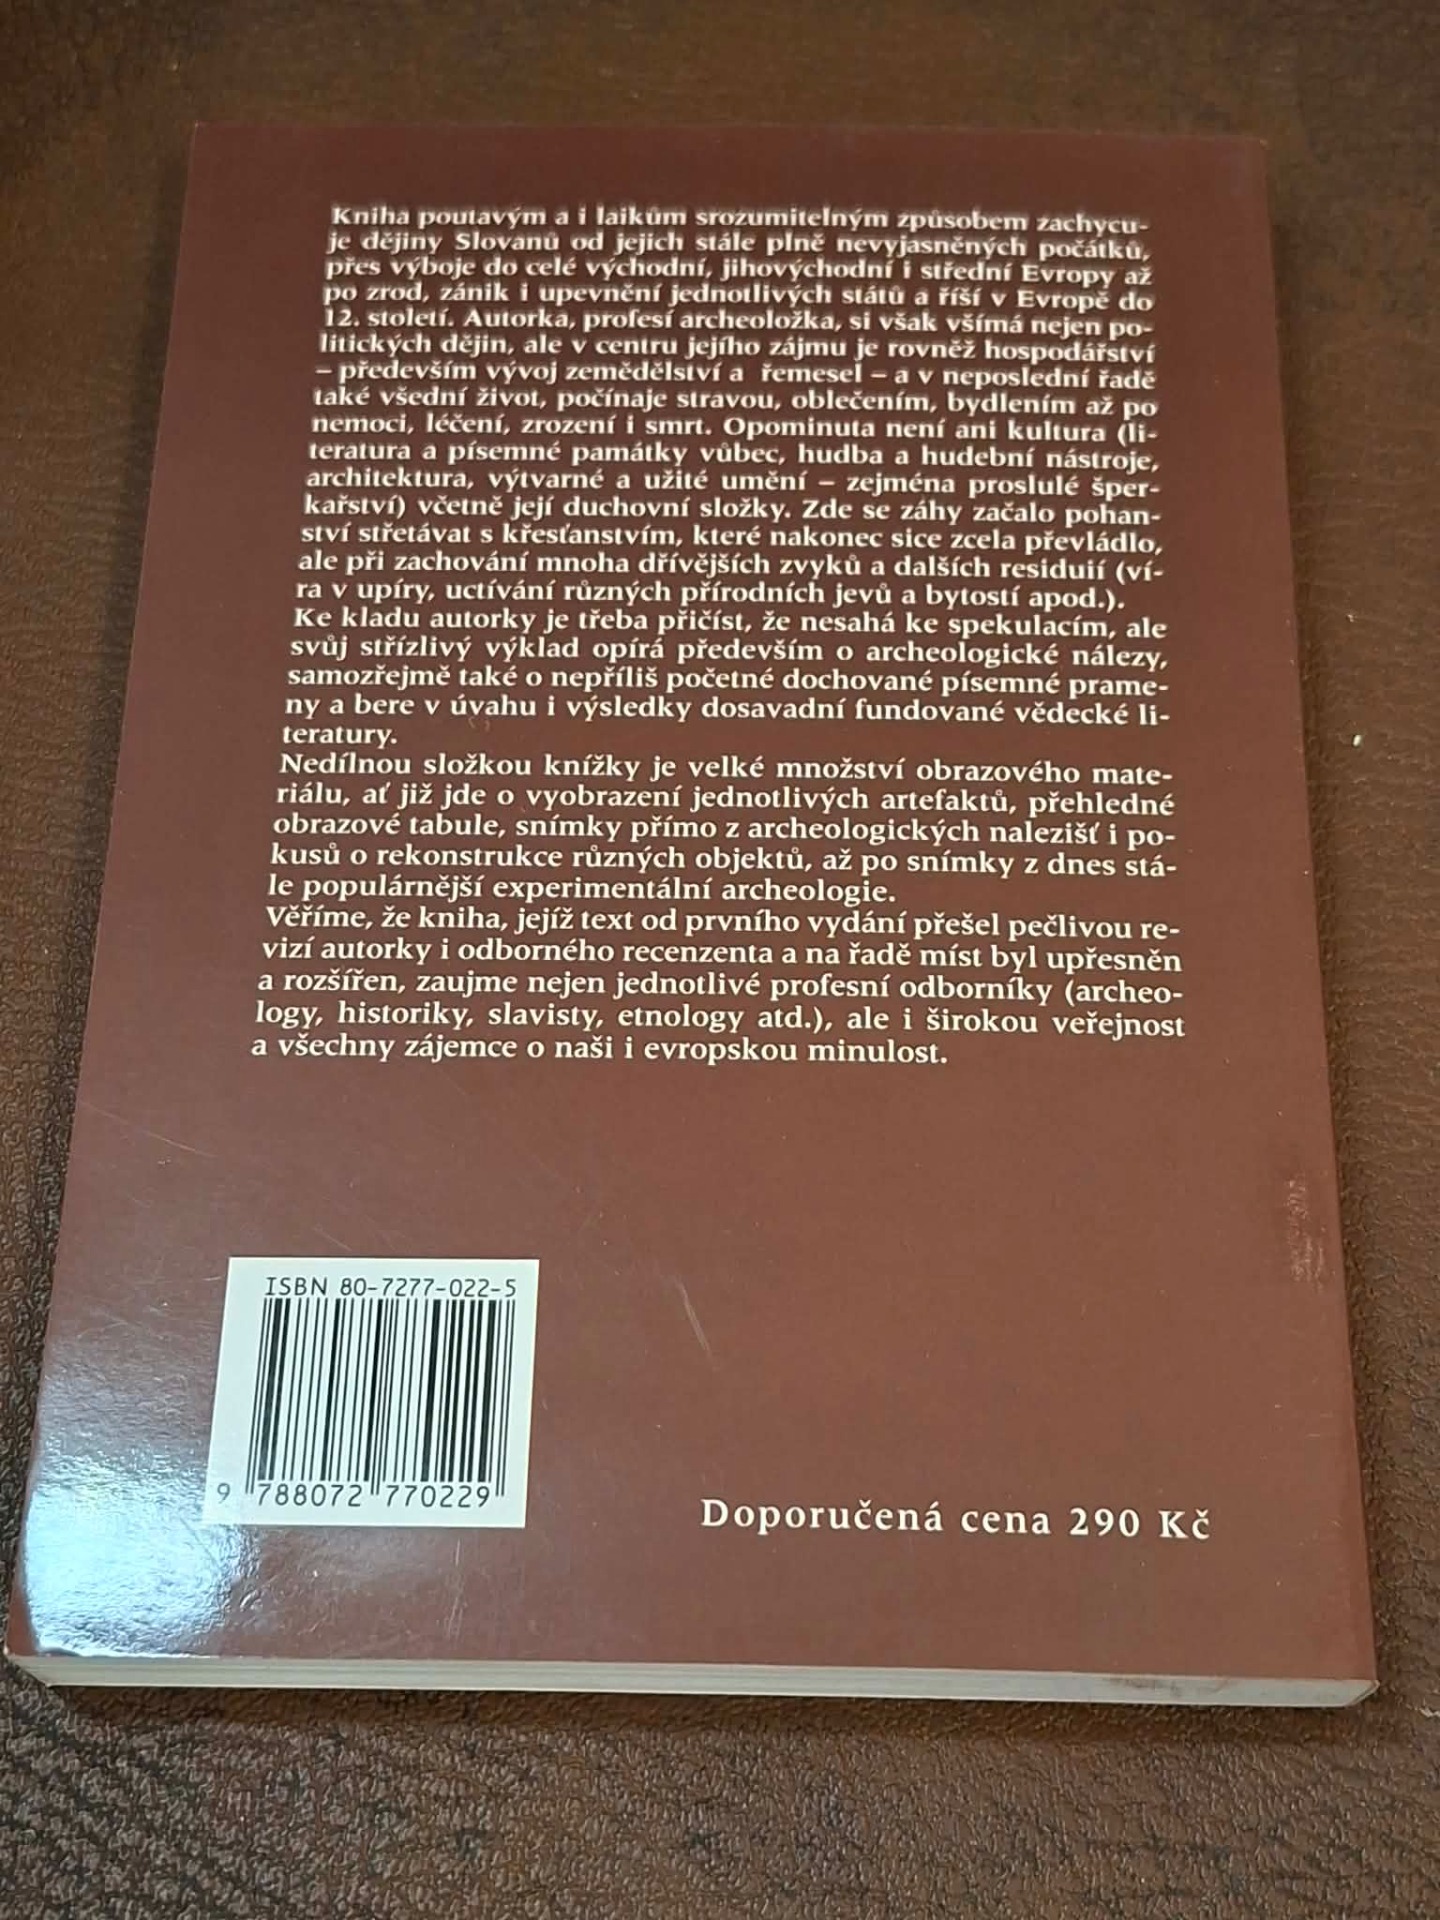 Kniha poutavým a i laikům srozumitelným způsobem zachycu-
je dějiny Slovanů od jejich stále plně nevyjasněných počátků,
přes výboje do celé východní, jihovýchodní i střední Evropy až
po zrod, zánik i upevnění jednotlivých států a říší v Evropě do
12. století. Autorka, profesí archeoložka, si však všímá nejen po-
litických dějin, ale v centru jejího zájmu je rovněž hospodářství
– především vývoj zemědělství a řemesel – a v neposlední řadě
také všední život, počínaje stravou, oblečením, bydlením až po
nemoci, léčení, zrození i smrt. Opominuta není ani kultura (li-
teratura a písemné památky vůbec, hudba a hudební nástroje,
architektura, výtvarné a užité umění – zejména proslulé šper-
kařství) včetně její duchovní složky. Zde se záhy začalo pohan-
ství střetávat s křesťanstvím, které nakonec sice zcela převládlo,
ale při zachování mnoha dřívějších zvyků a dalších residuií (ví-
ra v upíry, uctívání různých přírodních jevů a bytostí apod.).
Ke kladu autorky je třeba přičíst, že nesahá ke spekulacím, ale
svůj střízlivý výklad opírá především o archeologické nálezy,
samozřejmě také o nepříliš početné dochované písemné prame-
ny a bere v úvahu i výsledky dosavadní fundované vědecké li-
teratury.
Nedílnou složkou knížky je velké množství obrazového mate-
riálu, ať již jde o vyobrazení jednotlivých artefaktů, přehledné
obrazové tabule, snímky přímo z archeologických nalezišť i po-
kusů o rekonstrukce různých objektů, až po snímky z dnes stá-
le populárnější experimentální archeologie.
Věříme, že kniha, jejíž text od prvního vydání přešel pečlivou re-
vizí autorky i odborného recenzenta a na řadě míst byl upřesněn
a rozšířen, zaujme nejen jednotlivé profesní odborníky (archeo-
logy, historiky, slavisty, etnology atd.), ale i širokou veřejnost
a všechny zájemce o naši i evropskou minulost.
ISBN 80-7277-022-5
9 788072 770229
Doporučená cena 290 Kč